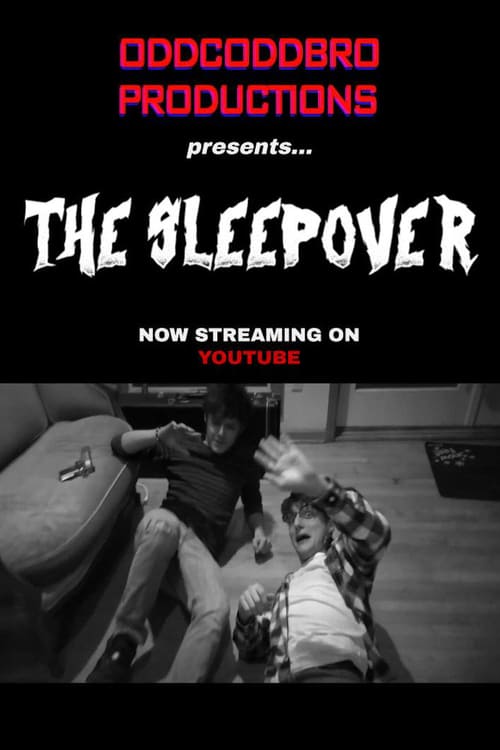 ODDCODDBRO
PRODUCTIONS
presents...
THE SLEEPOVER
NOW STREAMING ON
YOUTUBE